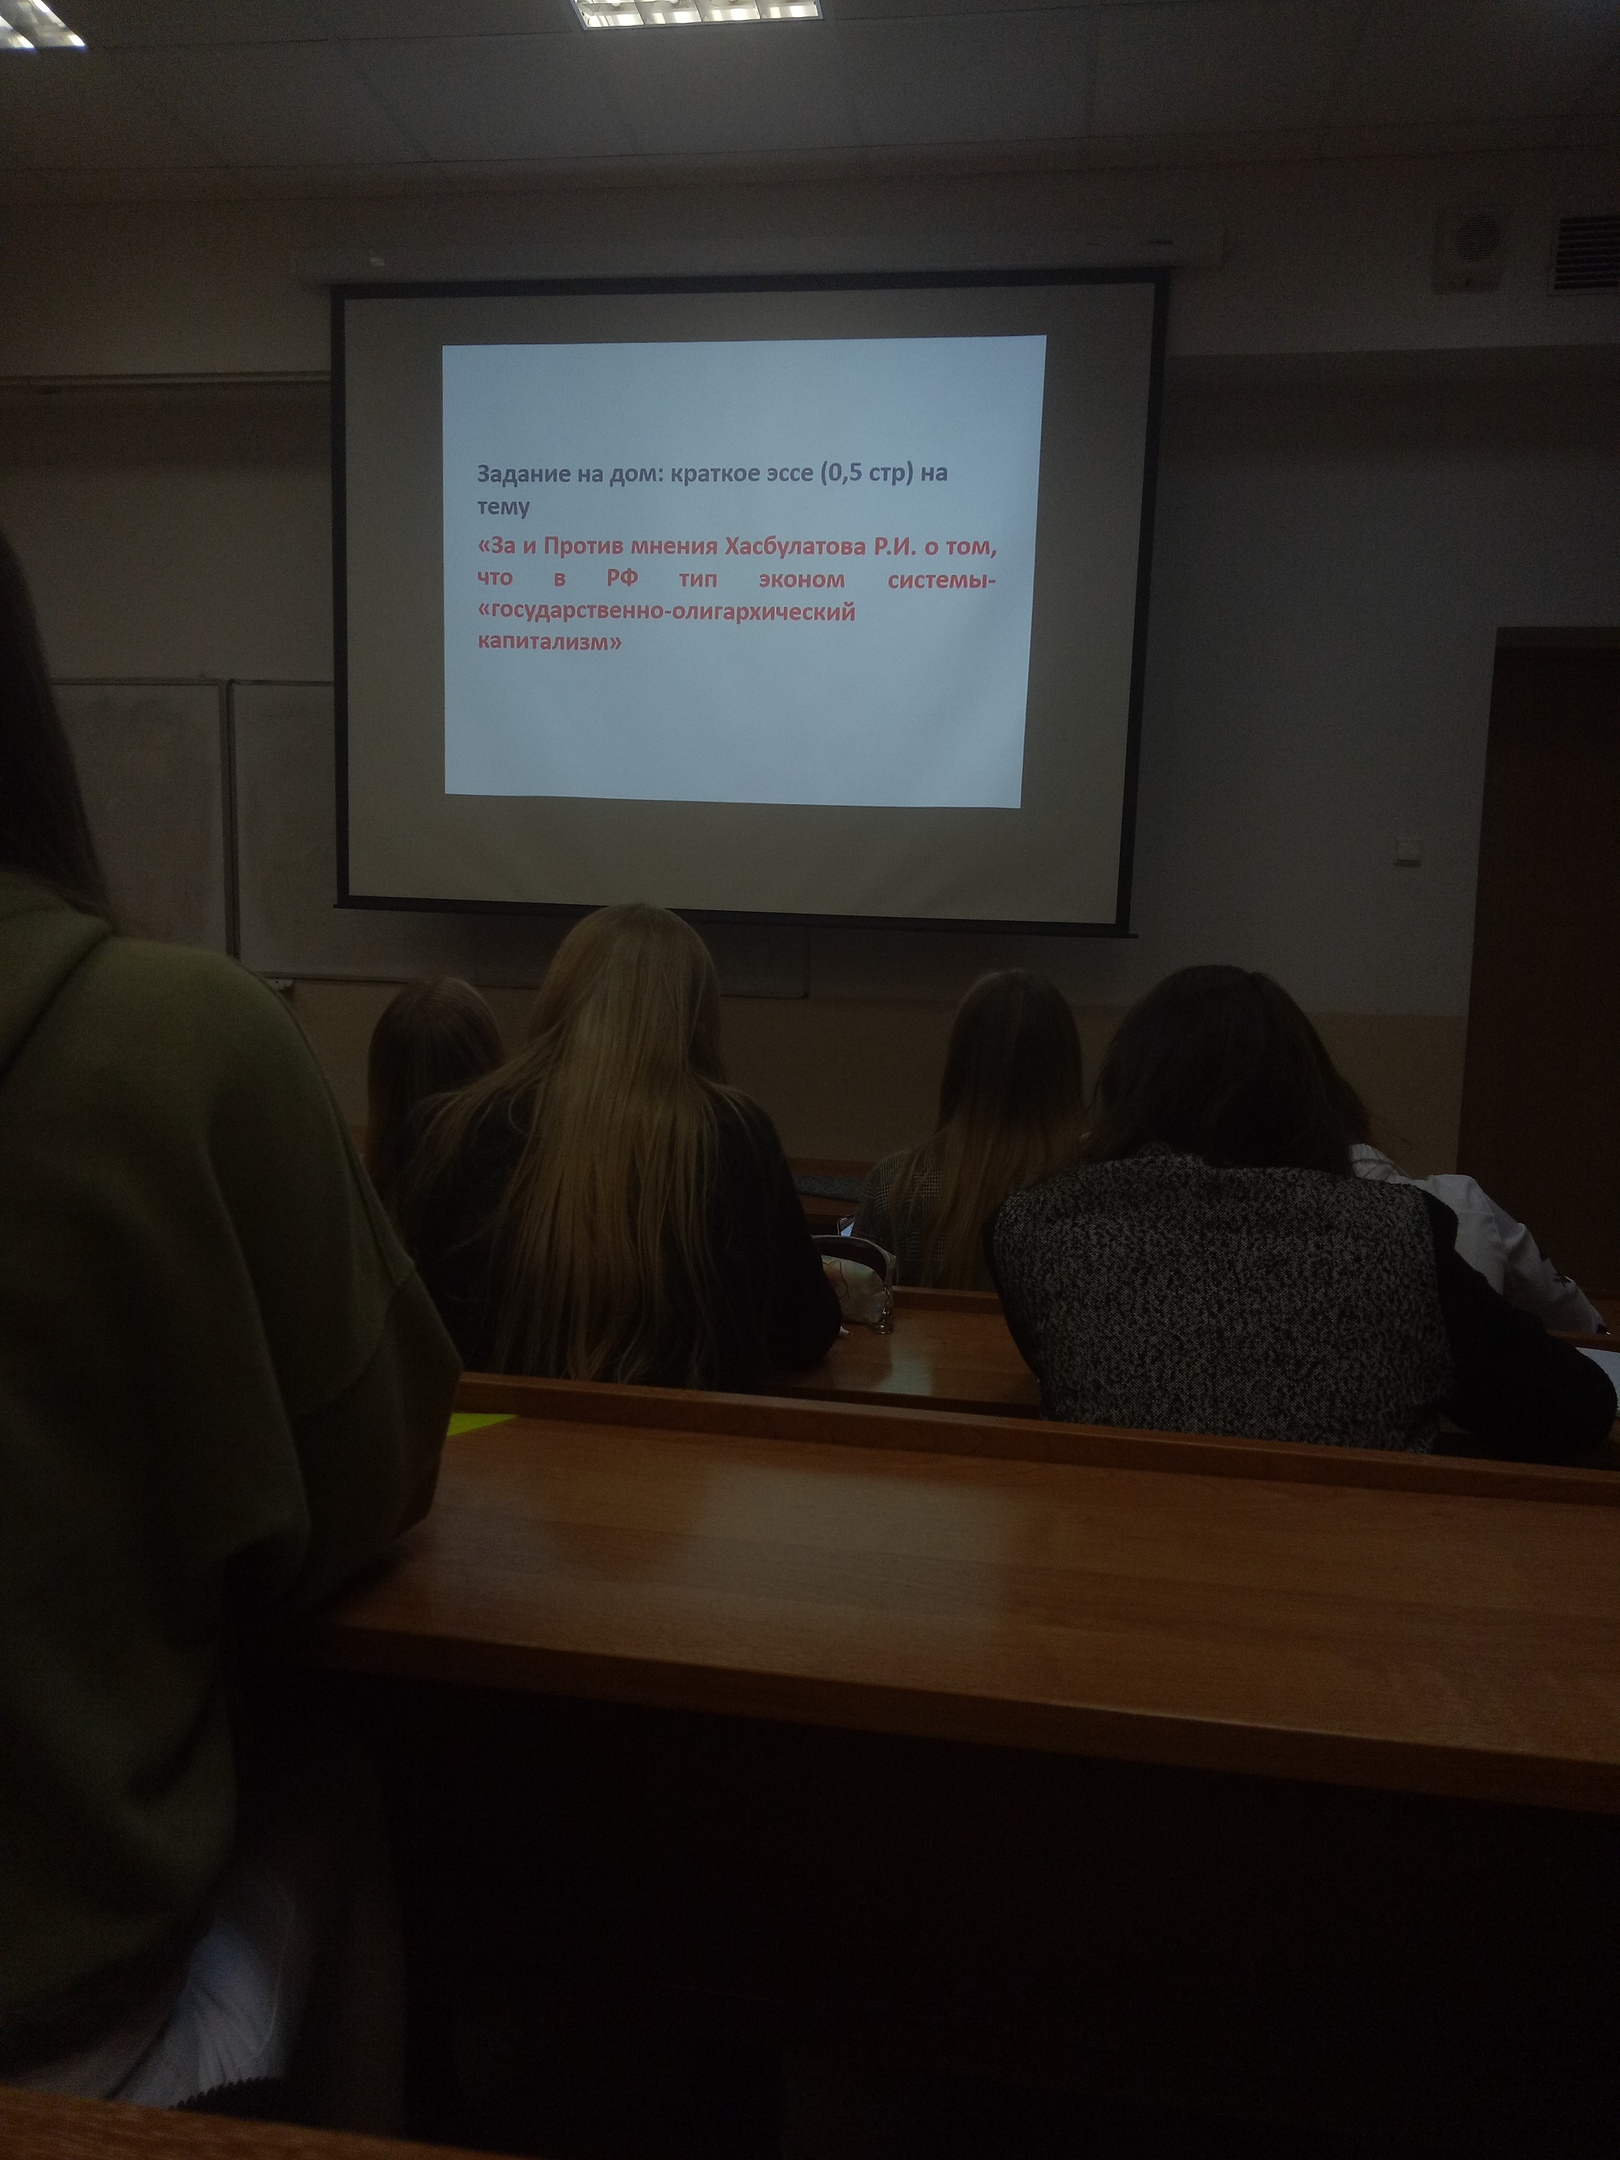 Задание на дом: краткое эссе (0,5 стр) на
тему
«За и Против мнения Хасбулатова Р.И. о том,
что в РФ тип эконом системы-
«государственно-олигархический
капитализм»